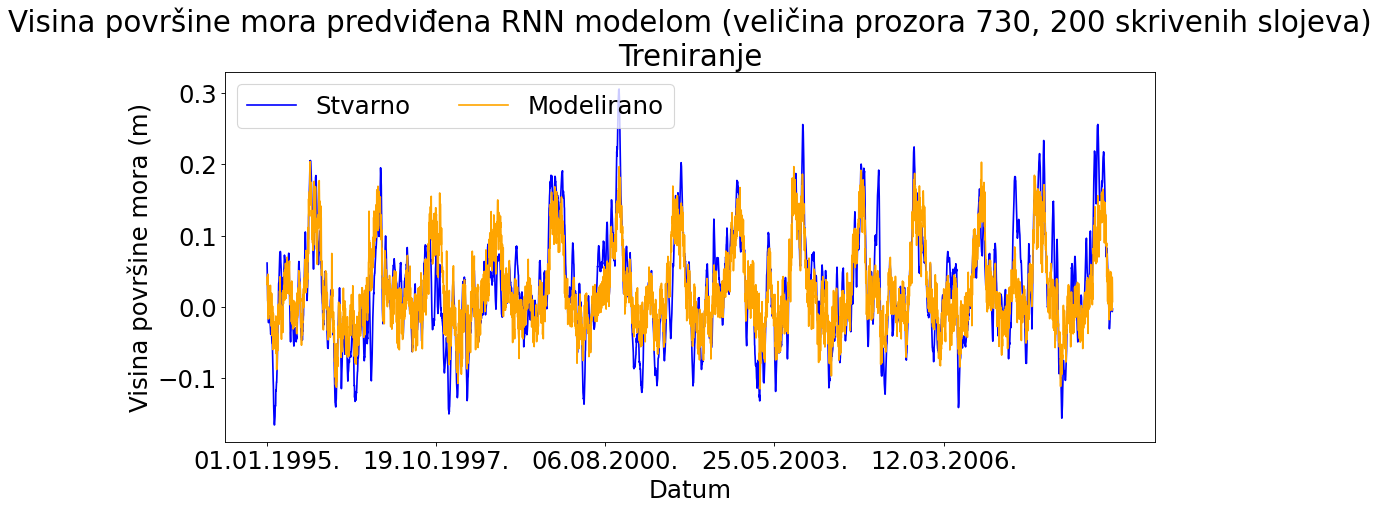 Visina površine mora predviđena RNN modelom (veličina prozora 730, 200 skrivenih slojeva)
Treniranje
Stvarno Modelirano
Visina površine mora (m)
0.3
0.2
0.1
0.0
−0.1
01.01.1995. 19.10.1997. 06.08.2000. 25.05.2003. 12.03.2006.
Datum